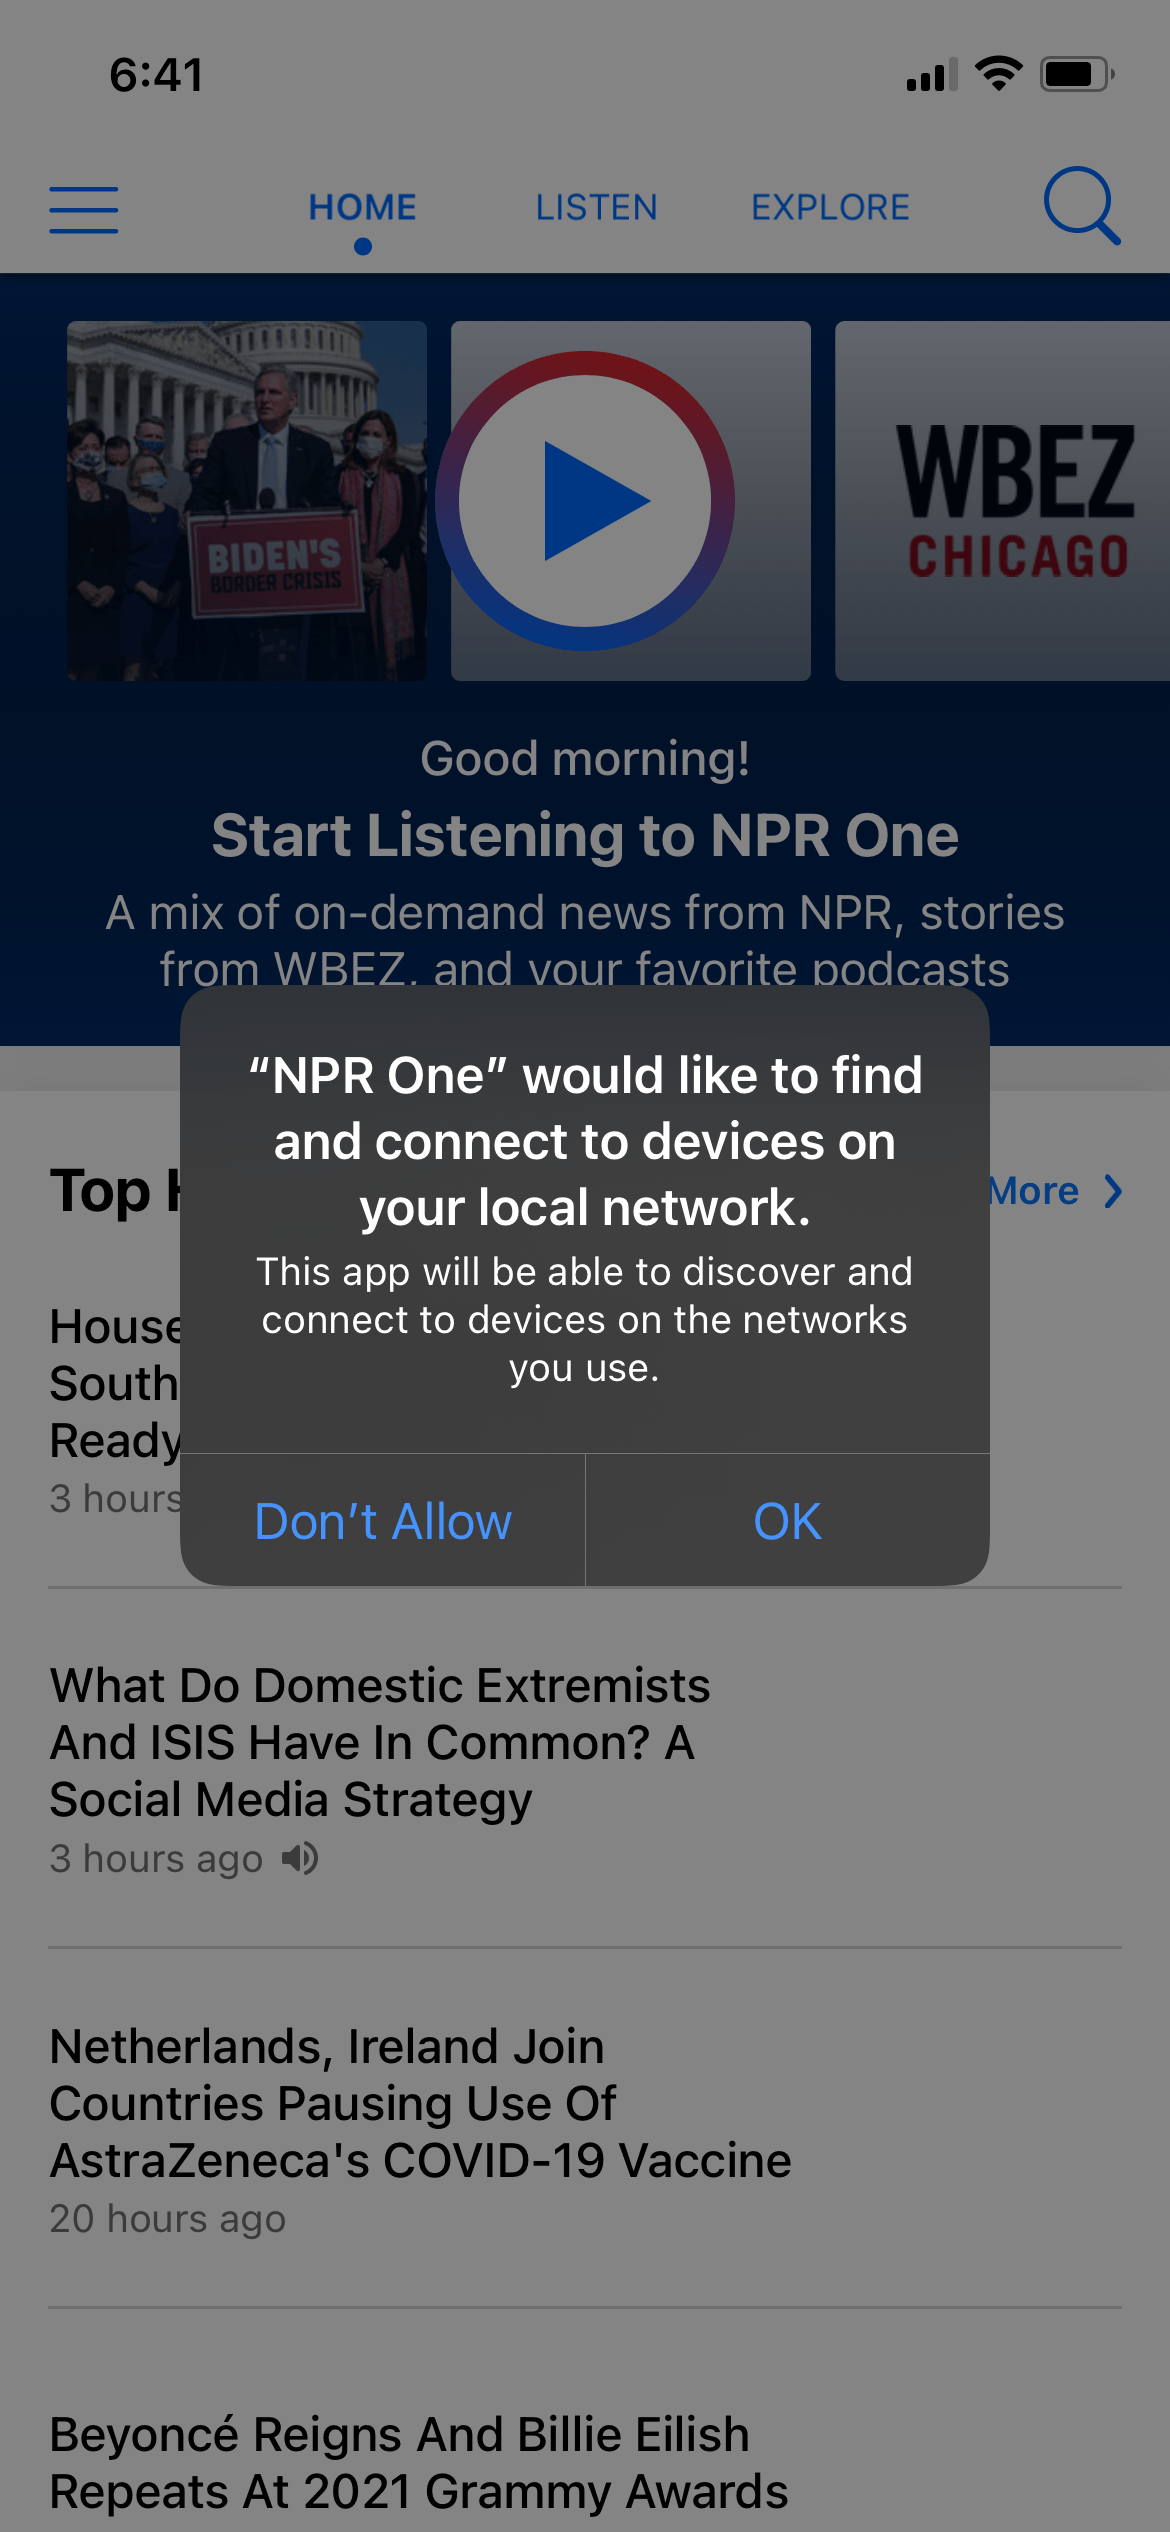 6:41
HOME
LISTEN
EXPLORE
BIDEN'S
BORDER CRISIS
WBEZ
CHICAGO
Good morning!
Start Listening to NPR One
A mix of on-demand news from NPR, stories
from WBEZ, and your favorite podcasts
“NPR One” would like to find
and connect to devices on
your local network.
This app will be able to discover and
connect to devices on the networks
you use.
Don’t Allow
OK
Top
More
House
South
Ready
3 hours
What Do Domestic Extremists
And ISIS Have In Common? A
Social Media Strategy
3 hours ago
Netherlands, Ireland Join
Countries Pausing Use Of
AstraZeneca's COVID-19 Vaccine
20 hours ago
Beyoncé Reigns And Billie Eilish
Repeats At 2021 Grammy Awards